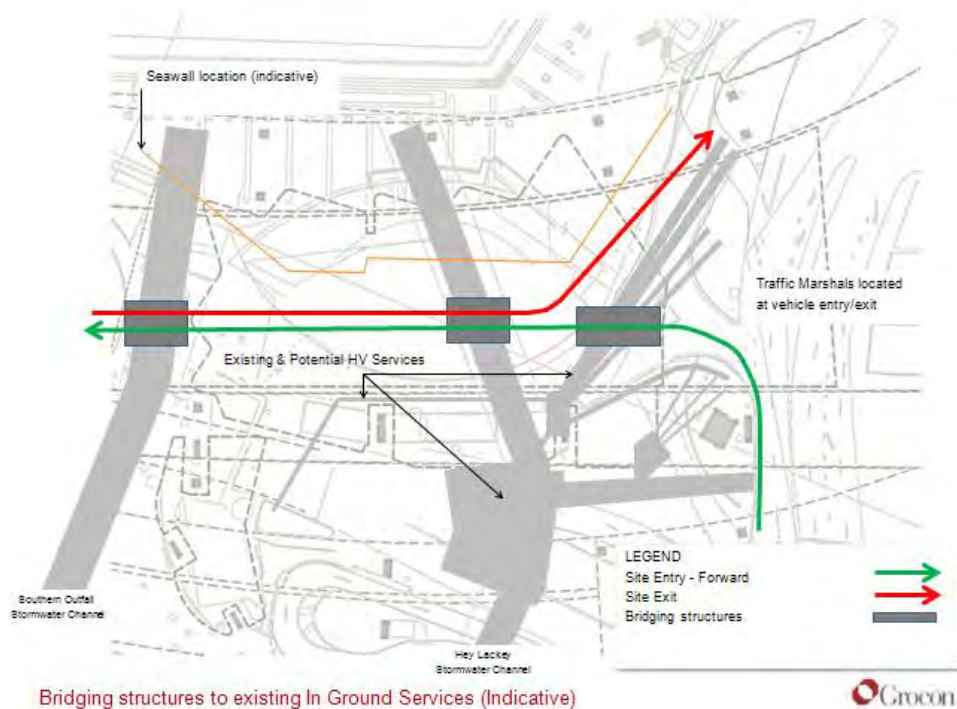 Seawall location (indicative)
Traffic Marshals located
at vehicle entry/exit
Existing & Potential HV Services
LEGEND
Site Entry - Forward
Site Exit
Bridging structures
Southern Outfall
Stormwater Channel
Hey Lackey
Stormwater Channel
Bridging structures to existing In Ground Services (Indicative)
Grocon